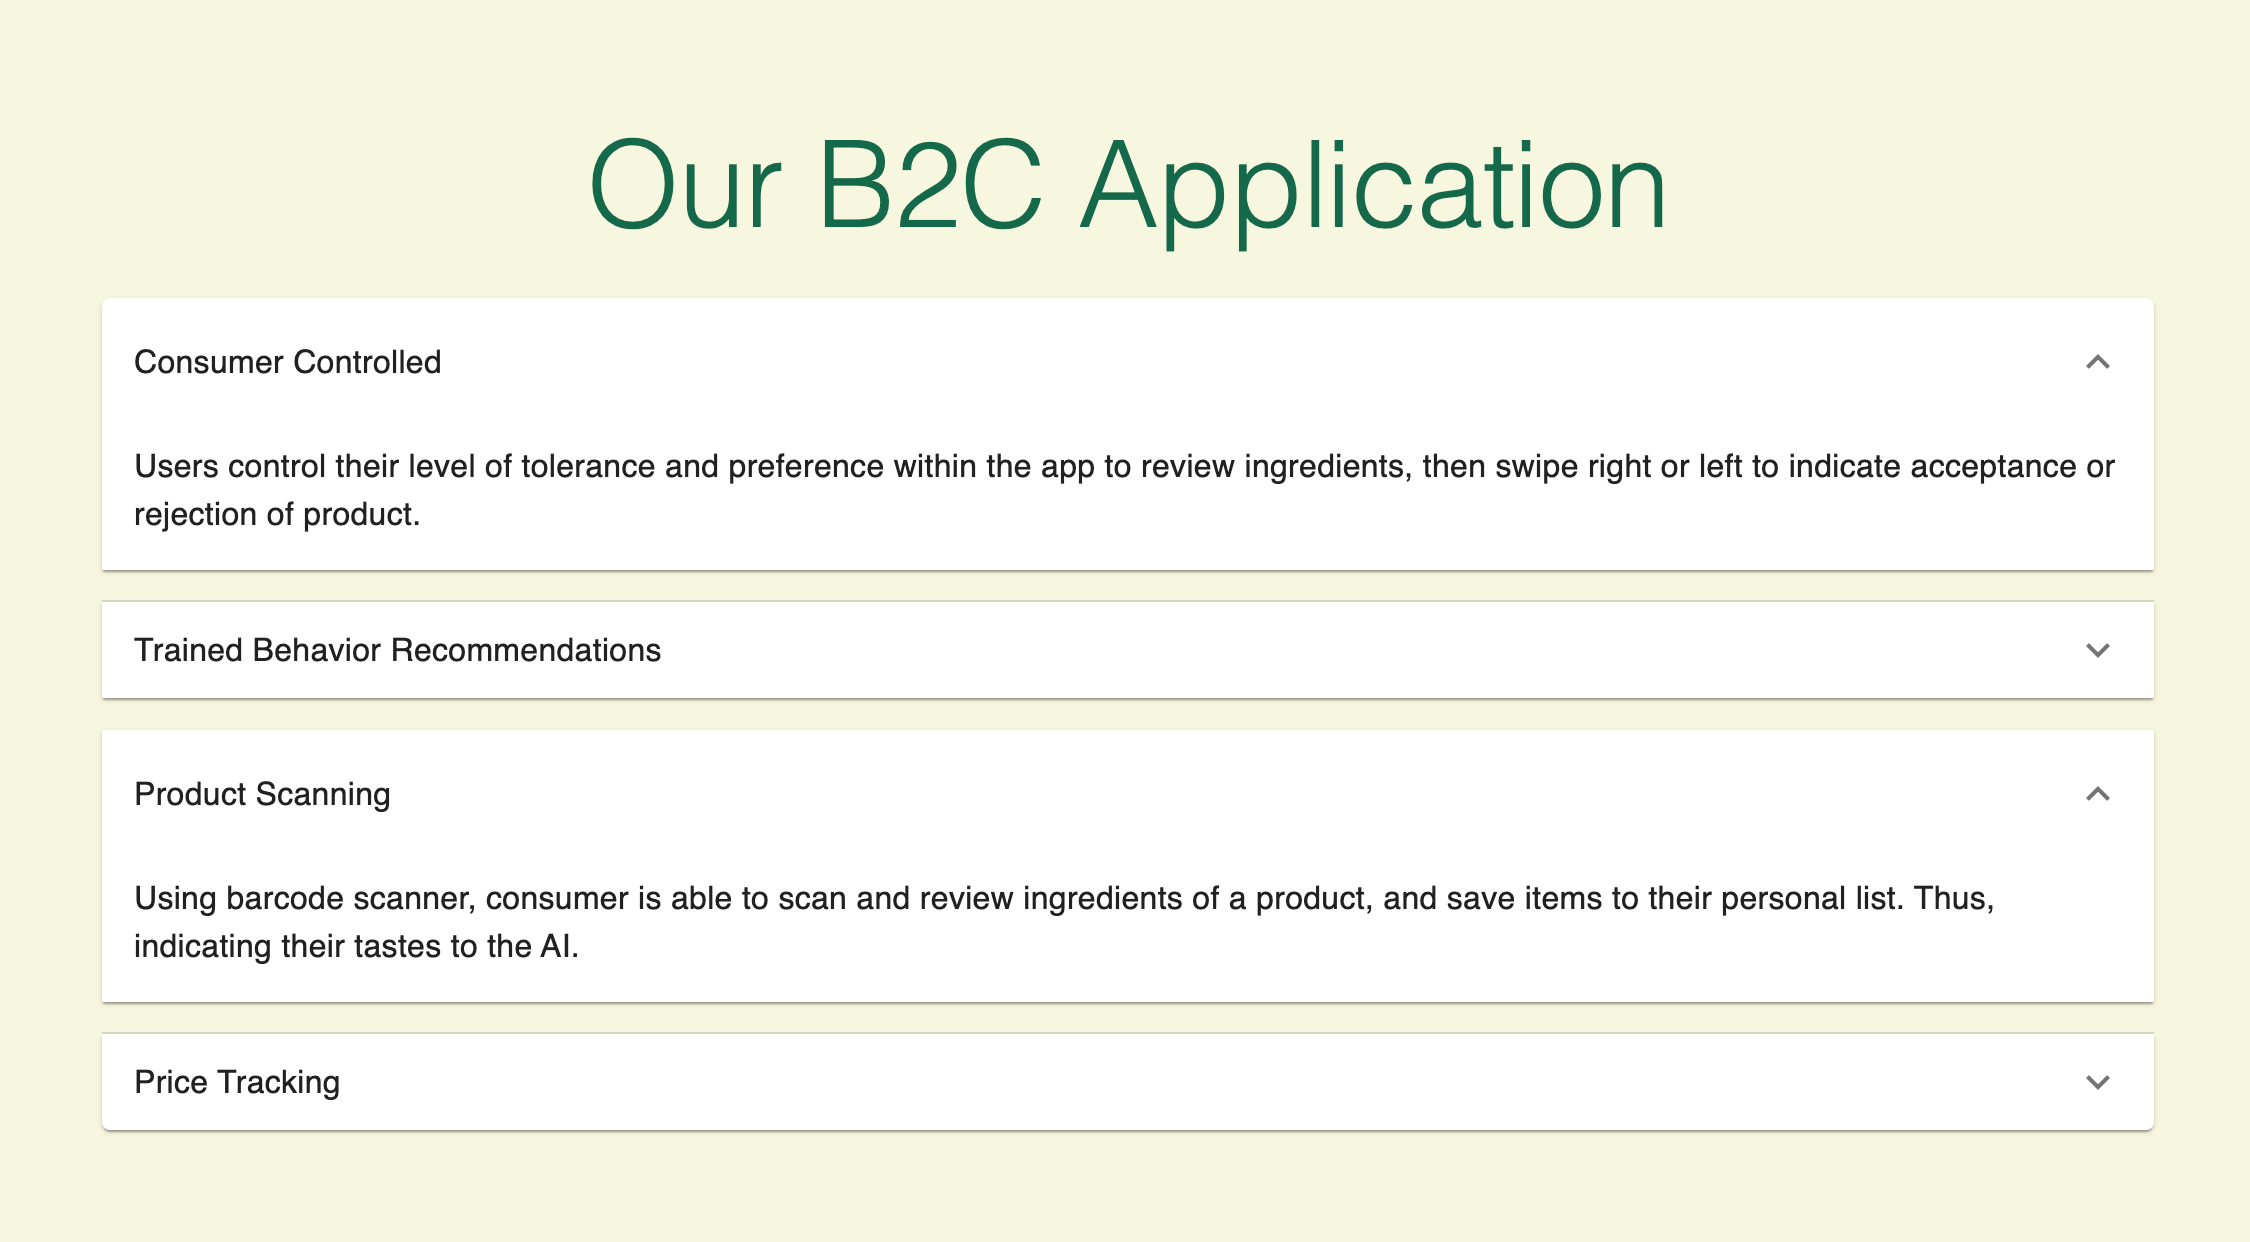 Our B2C Application
Consumer Controlled
Users control their level of tolerance and preference within the app to review ingredients, then swipe right or left to indicate acceptance or
rejection of product.
Trained Behavior Recommendations
Product Scanning
Using barcode scanner, consumer is able to scan and review ingredients of a product, and save items to their personal list. Thus,
indicating their tastes to the AI.
Price Tracking